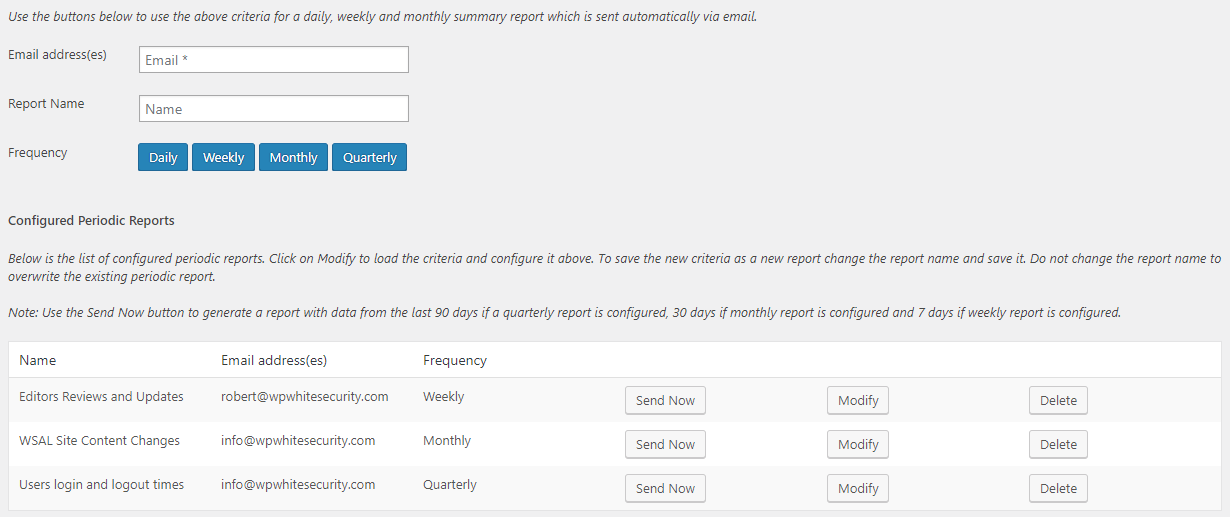 Use the buttons below to use the above criteria for a daily, weekly and monthly summary report which is sent automatically via email.
Email address(es)
Email *
Report Name
Name
Frequency
Daily Weekly Monthly Quarterly
Configured Periodic Reports
Below is the list of configured periodic reports. Click on Modify to load the criteria and configure it above. To save the new criteria as a new report change the report name and save it. Do not change the report name to
overwrite the existing periodic report.
Note: Use the Send Now button to generate a report with data from the last 90 days if a quarterly report is configured, 30 days if monthly report is configured and 7 days if weekly report is configured.
Name Email address(es) Frequency
Editors Reviews and Updates robert@wpwhitesecurity.com Weekly Send Now Modify Delete
WSAL Site Content Changes info@wpwhitesecurity.com Monthly Send Now Modify Delete
Users login and logout times info@wpwhitesecurity.com Quarterly Send Now Modify Delete